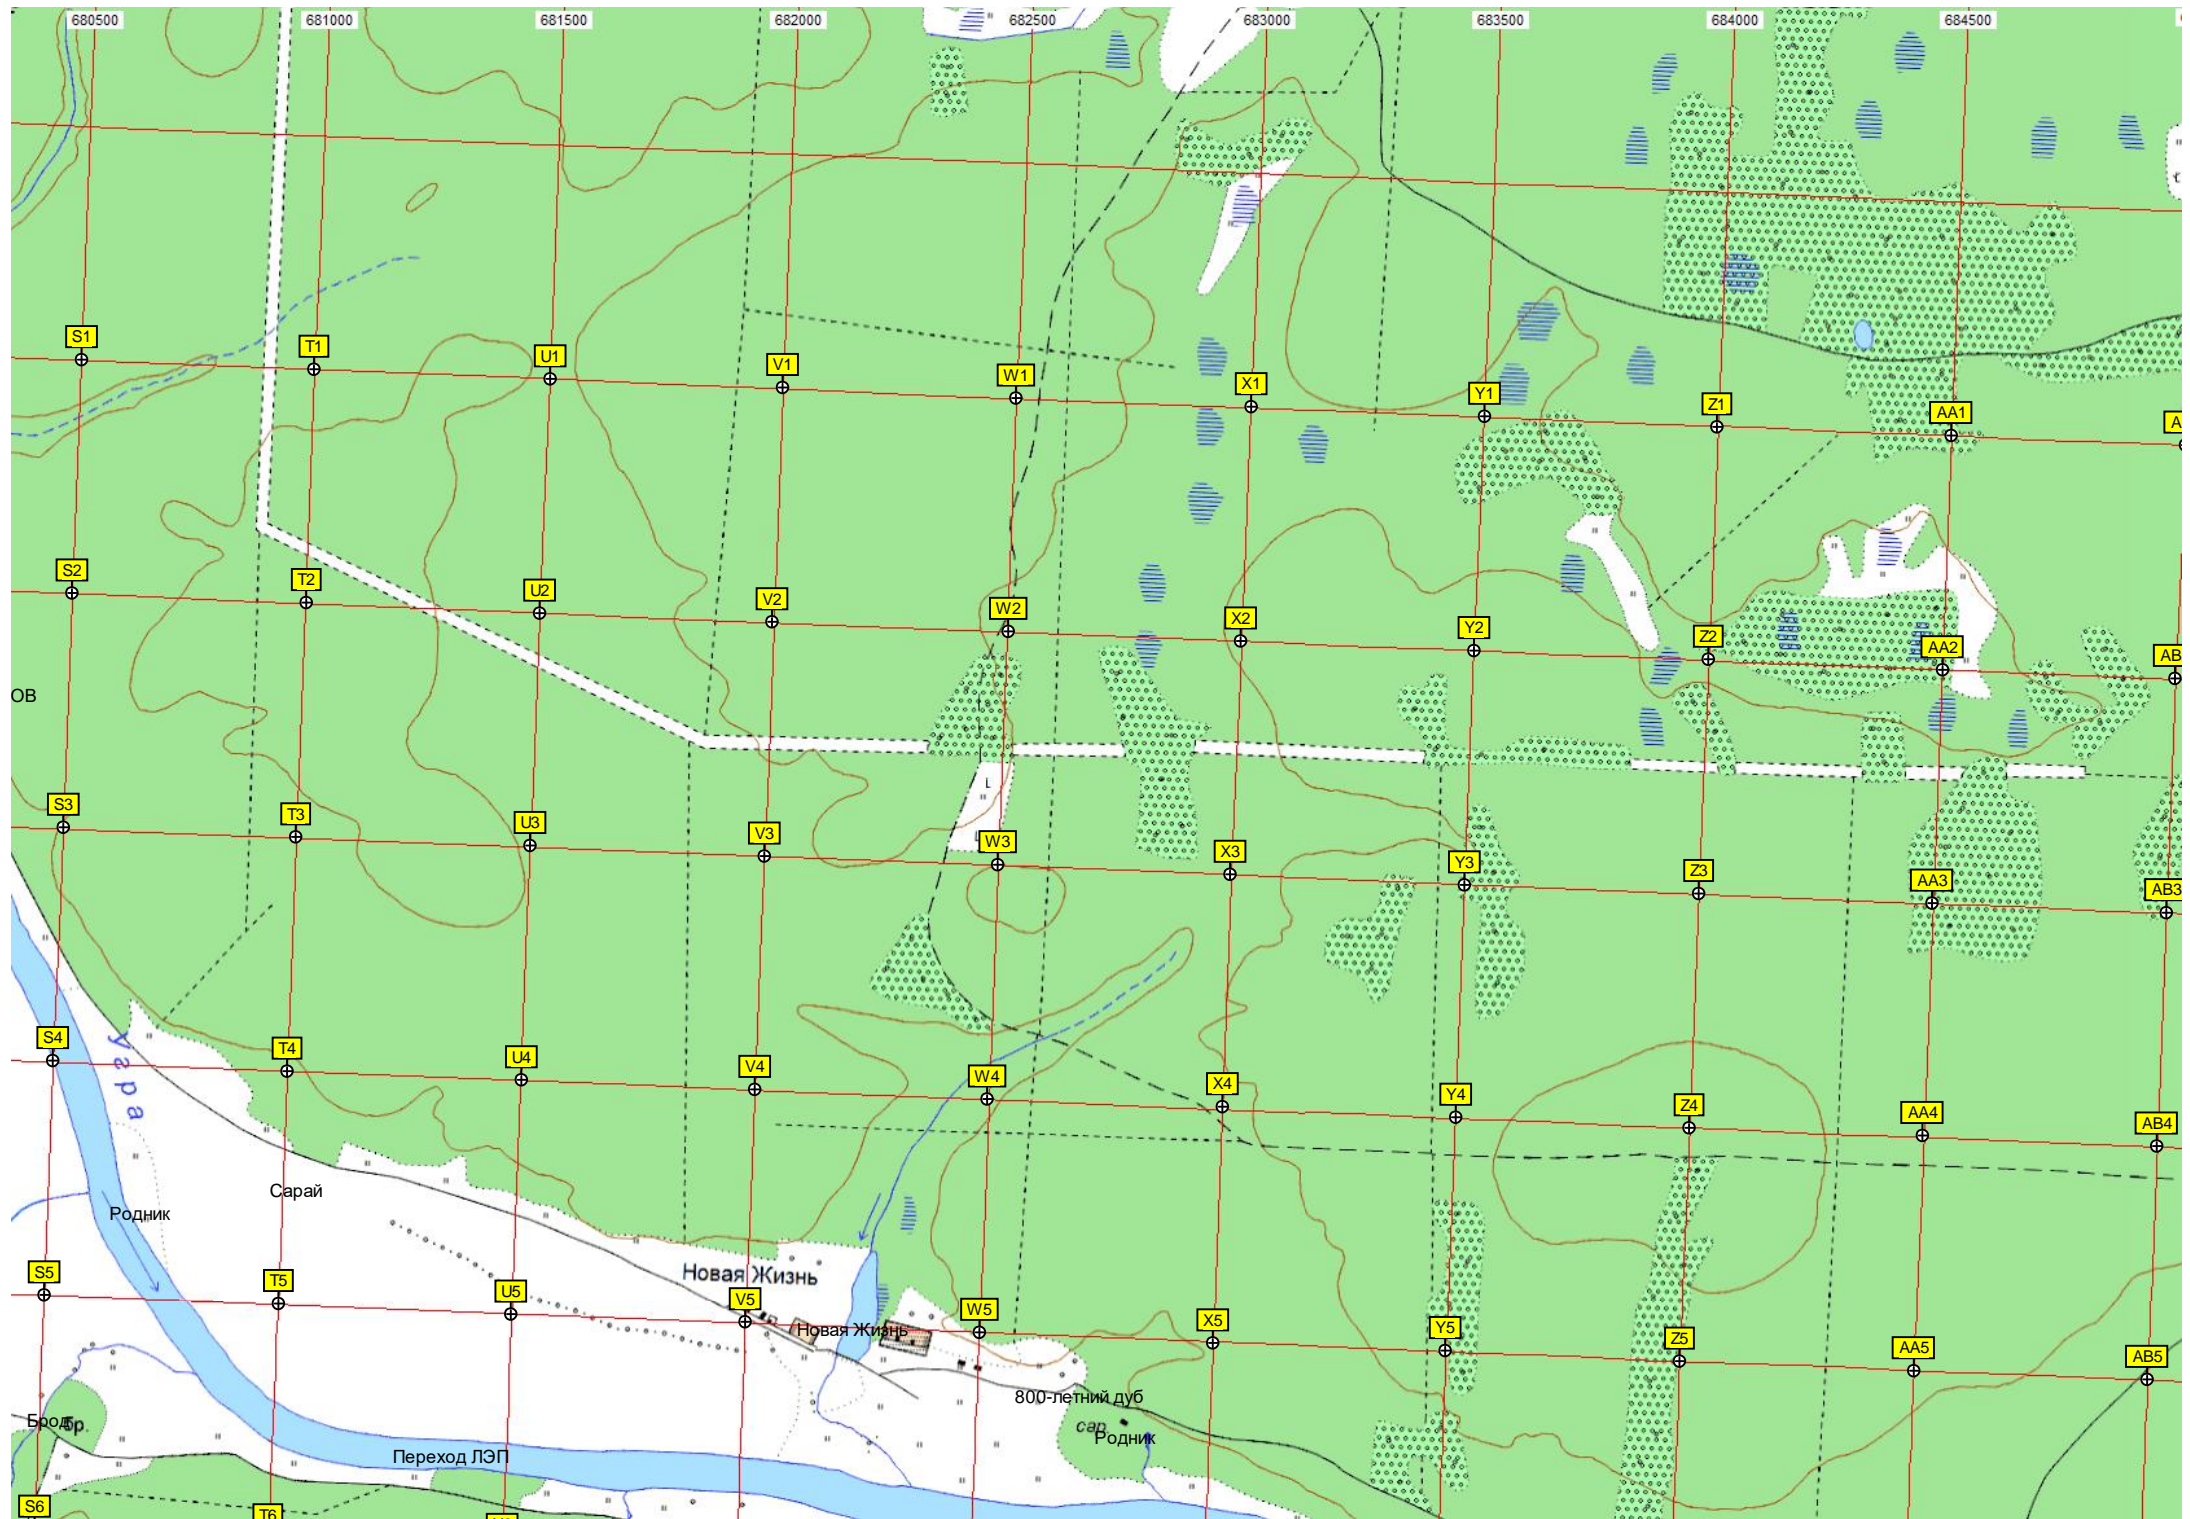 680500 681000 681500 682000 682500 683000 683500 684000 684500
S1 T1 U1 V1 W1 X1 Y1 Z1 AA1
S2 T2 U2 V2 W2 X2 Y2 Z2 AA2 AB
ОВ
S3 T3 U3 V3 W3 X3 Y3 Z3 AA3 AB3
S4 T4 U4 V4 W4 X4 Y4 Z4 AA4 AB4
Угра
Сарай
Родник
Новая Жизнь
S5 T5 U5 V5 W5 X5 Y5 Z5 AA5 AB5
Новая Жизнь
800-летний дуб
Брод
бр.
сар.
Родник
Переход ЛЭП
S6 T6